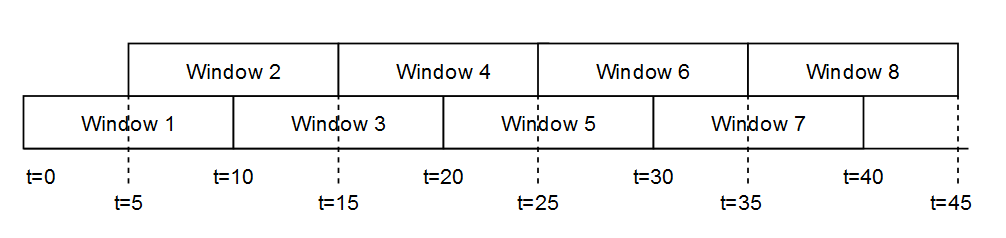 Window 2 Window 4 Window 6 Window 8
Window 1 Window 3 Window 5 Window 7
t=0 t=10 t=20 t=30 t=40
t=5 t=15 t=25 t=35 t=45